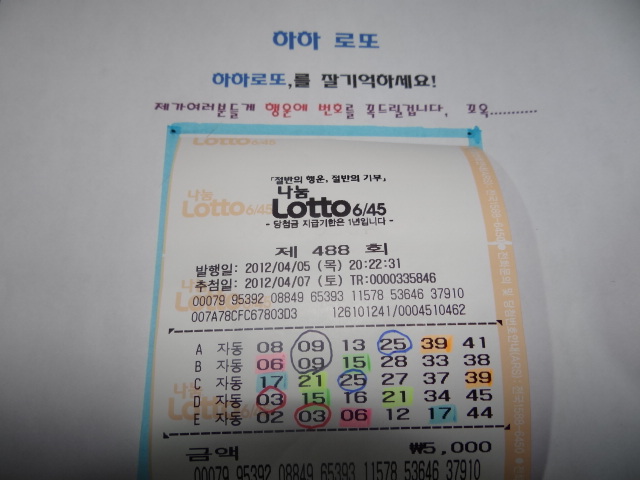 하하 로또
하하로또,를 잘기억하세요!
제가여러분들게 행운에 번호를 꼭드릴겁니다, 꼬옥...........
Lotto 6/45
「절반의 행운, 절반의 기부」
나눔
Lotto 6/45
- 당첨금 지급기한은 1년입니다 -
제 488 회
발행일: 2012/04/05 (목) 20:22:31
추첨일: 2012/04/07 (토) TR:0000335846
00079 95392 08849 65393 11578 53646 37910
007A78CFC67803D3 126101241/0004510462
A 자동 08 09 13 25 39 41
B 자동 06 09 15 28 33 38
C 자동 17 21 25 27 37 39
D 자동 03 15 16 21 34 45
E 자동 02 03 06 12 17 44
금액 ₩5,000
00079 95392 08849 65393 11578 53646 37910